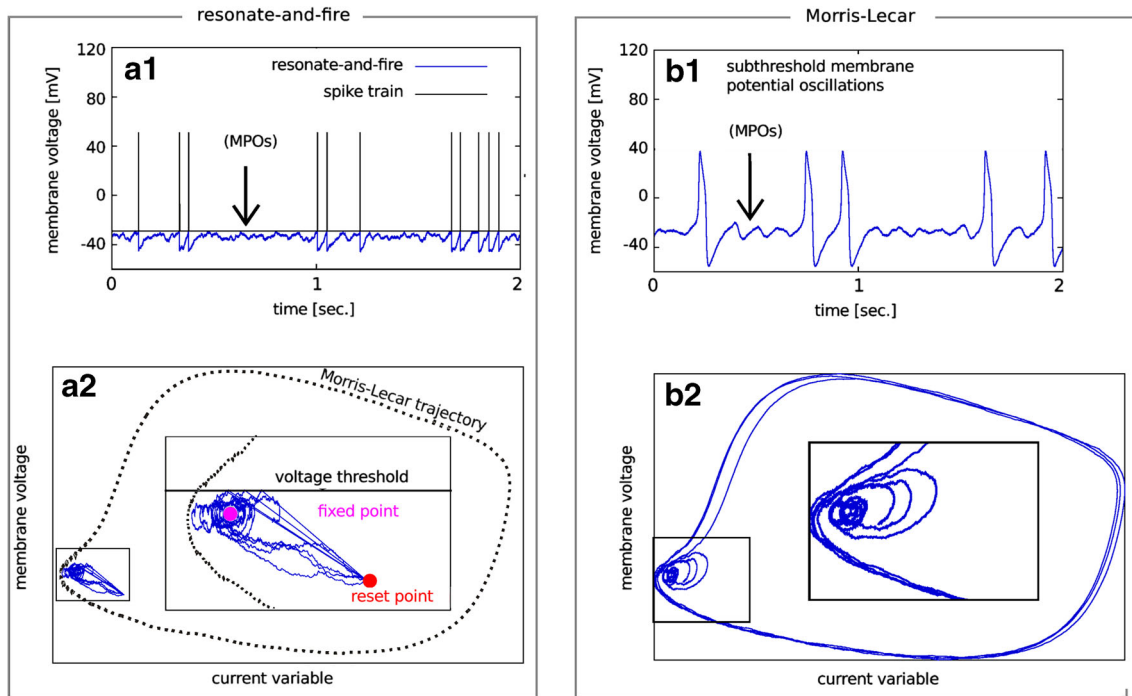 resonate-and-fire
a1
120
80
40
0
-40
membrane voltage [mV]
resonate-and-fire
spike train
(MPOs)
0
1
2
time [sec.]
a2
Morris-Lecar trajectory
voltage threshold
fixed point
reset point
membrane voltage
current variable
Morris-Lecar
b1
120
80
40
0
-40
membrane voltage [mV]
subthreshold membrane
potential oscillations
(MPOs)
0
1
2
time [sec.]
b2
membrane voltage
current variable